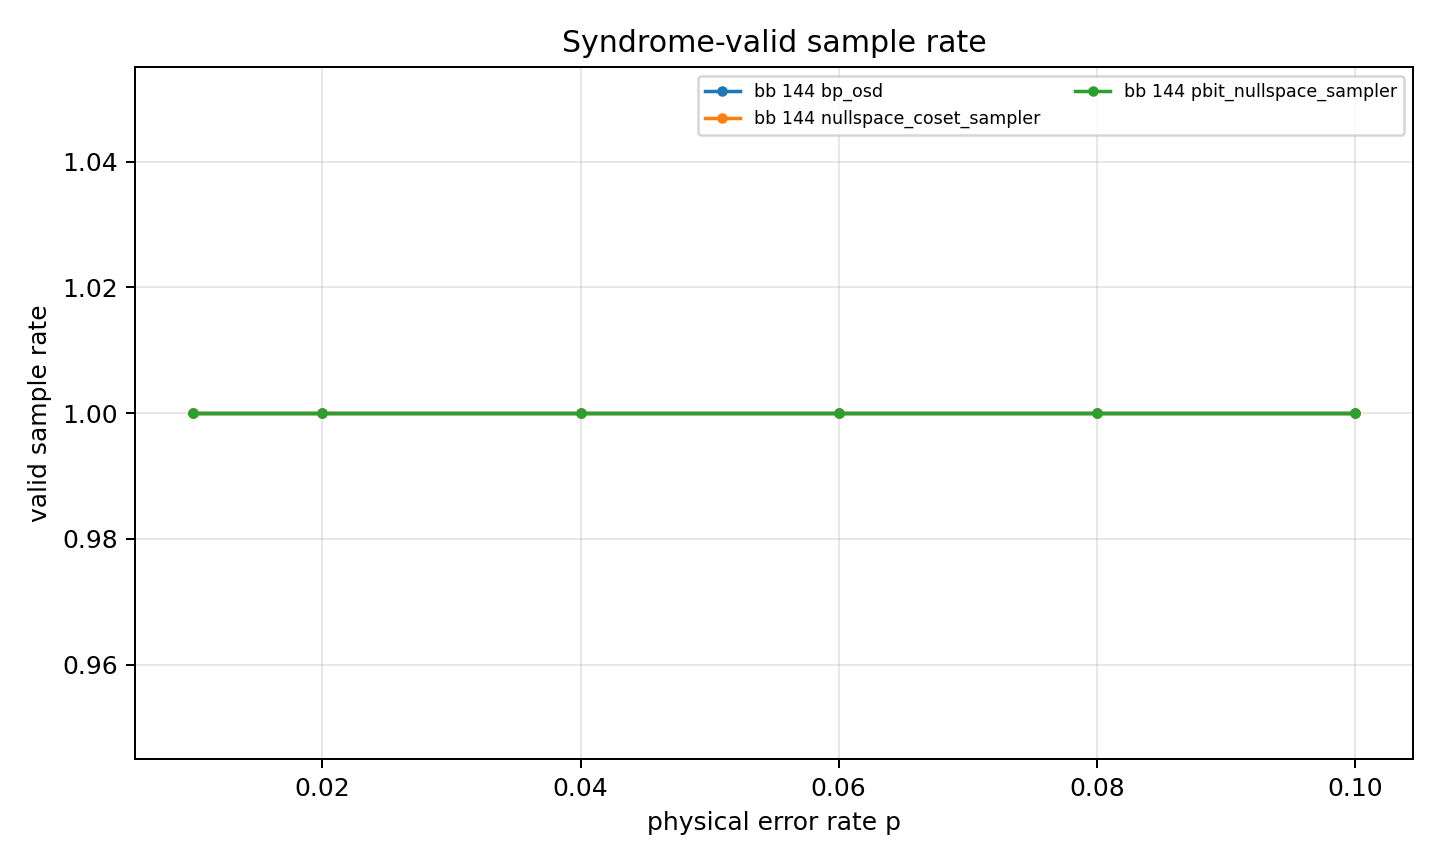 Syndrome-valid sample rate
bb 144 bp_osd
bb 144 nullspace_coset_sampler
bb 144 pbit_nullspace_sampler
1.04
1.02
1.00
0.98
0.96
valid sample rate
0.02 0.04 0.06 0.08 0.10
physical error rate p